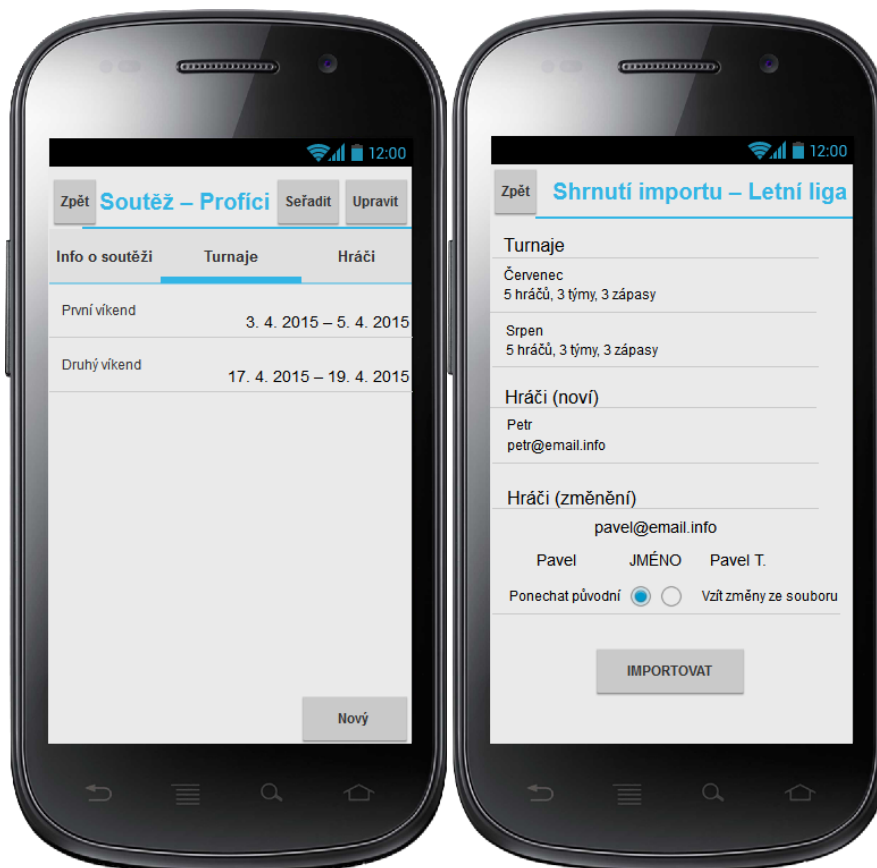 12:00
Zpět Soutěž – Profíci Seřadit Upravit
Info o soutěži Turnaje Hráči
První víkend
3. 4. 2015 – 5. 4. 2015
Druhý víkend
17. 4. 2015 – 19. 4. 2015
Nový
12:00
Zpět Shrnutí importu – Letní liga
Turnaje
Červenec
5 hráčů, 3 týmy, 3 zápasy
Srpen
5 hráčů, 3 týmy, 3 zápasy
Hráči (noví)
Petr
petr@email.info
Hráči (změnění)
pavel@email.info
Pavel JMÉNO Pavel T.
Ponechat původní Vzít změny ze souboru
IMPORTOVAT